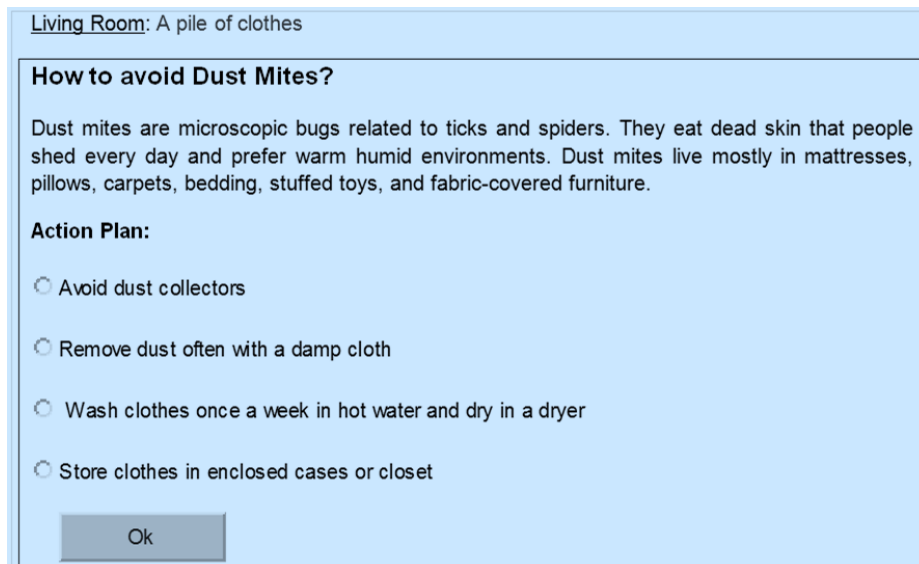 Living Room: A pile of clothes
How to avoid Dust Mites?
Dust mites are microscopic bugs related to ticks and spiders. They eat dead skin that people
shed every day and prefer warm humid environments. Dust mites live mostly in mattresses,
pillows, carpets, bedding, stuffed toys, and fabric-covered furniture.
Action Plan:
Avoid dust collectors
Remove dust often with a damp cloth
Wash clothes once a week in hot water and dry in a dryer
Store clothes in enclosed cases or closet
Ok